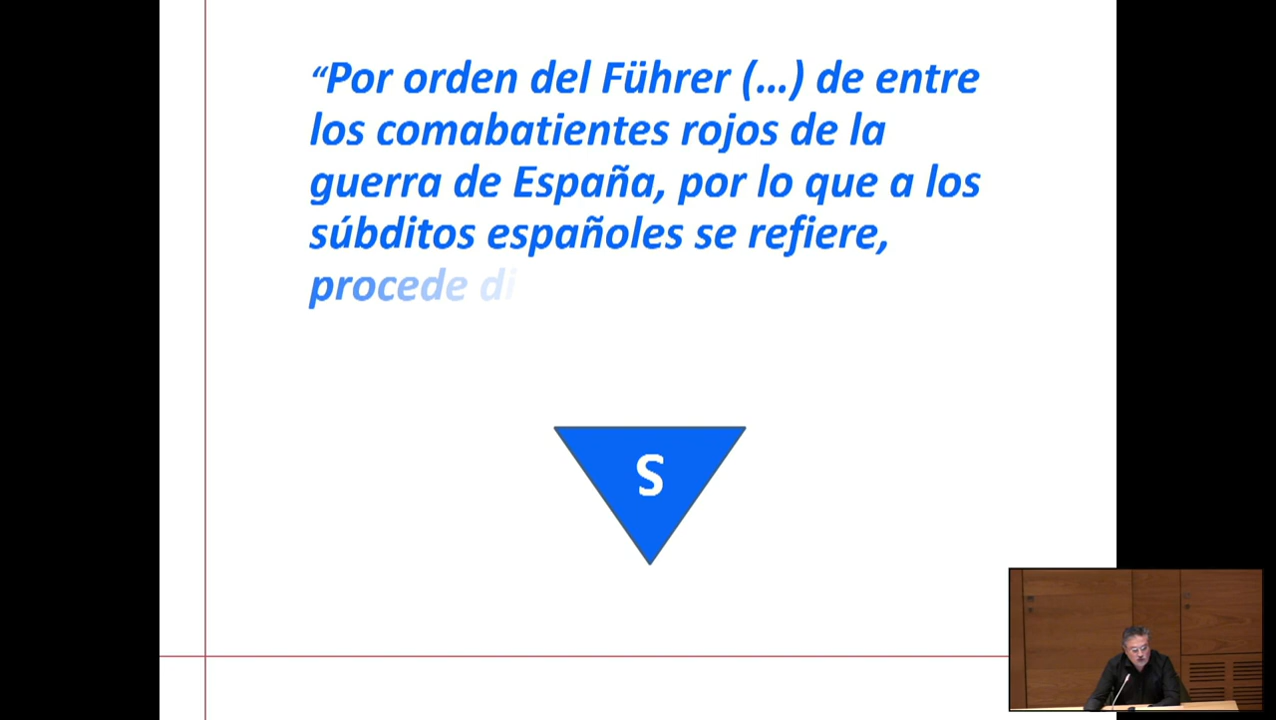 “Por orden del Führer (...) de entre
los comabatientes rojos de la
guerra de España, por lo que a los
súbditos españoles se refiere,
procede di
S